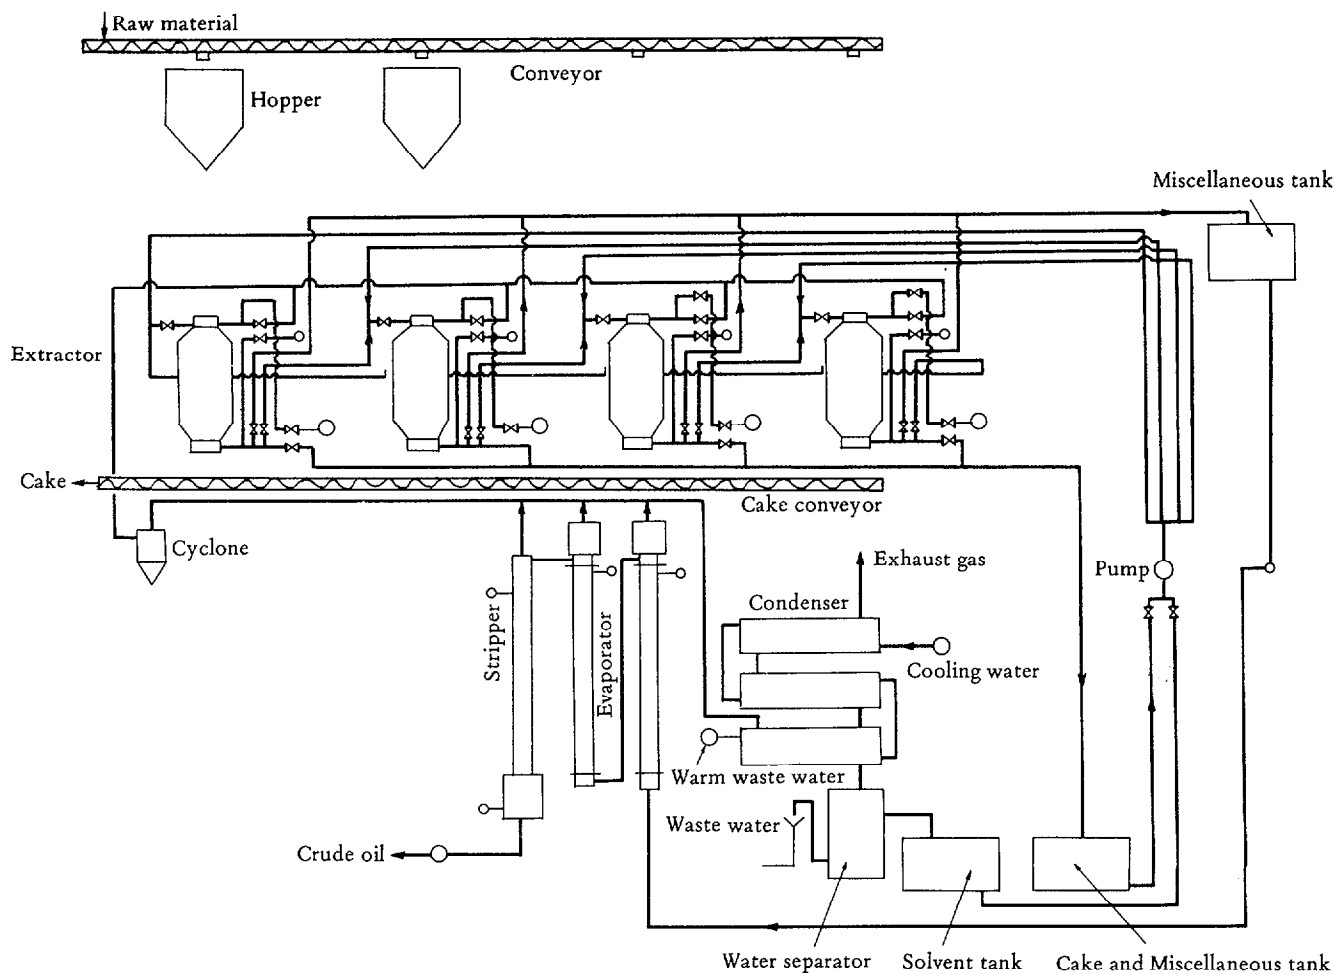 Raw material
Conveyor
Hopper
Miscellaneous tank
Extractor
Cake
Cake conveyor
Cyclone
Exhaust gas
Pump
Condenser
Stripper
Evaporator
Cooling water
Warm waste water
Waste water
Crude oil
Water separator
Solvent tank
Cake and Miscellaneous tank